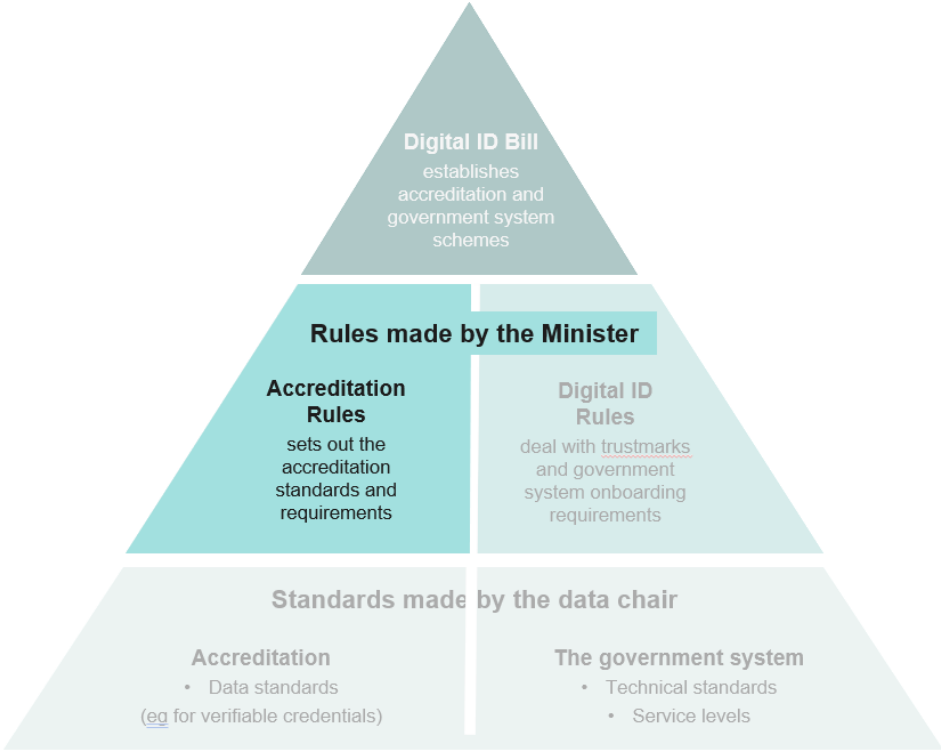 Digital ID Bill
establishes
accreditation and
government system
schemes
Rules made by the Minister
Accreditation
Rules
sets out the
accreditation
standards and
requirements
Digital ID
Rules
deal with trustmarks
and government
system onboarding
requirements
Standards made by the data chair
Accreditation
• Data standards
(eg for verifiable credentials)
The government system
• Technical standards
• Service levels